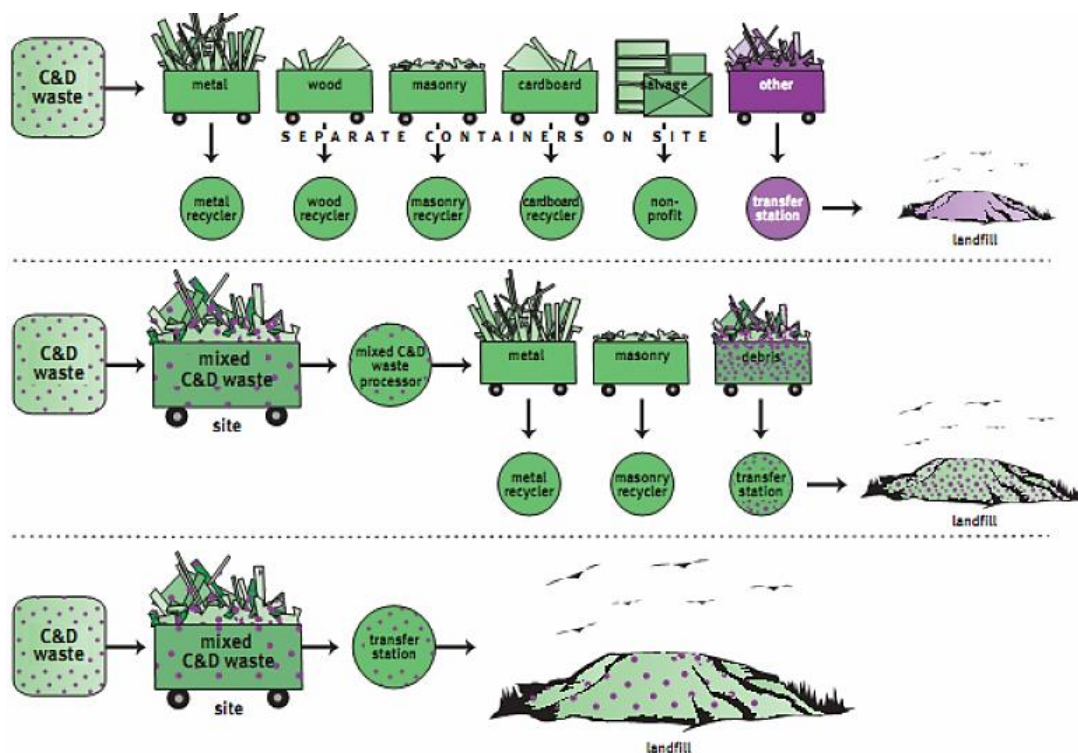 C&D
waste
metal
wood
masonry
cardboard
salvage
other
SEPARATE CONTAINERS ON SITE
metal
recycler
wood
recycler
masonry
recycler
cardboard
recycler
non-
profit
transfer
station
landfill
C&D
waste
mixed
C&D waste
site
mixed C&D
waste
processor
metal
masonry
debris
metal
recycler
masonry
recycler
transfer
station
landfill
C&D
waste
mixed
C&D waste
site
transfer
station
landfill